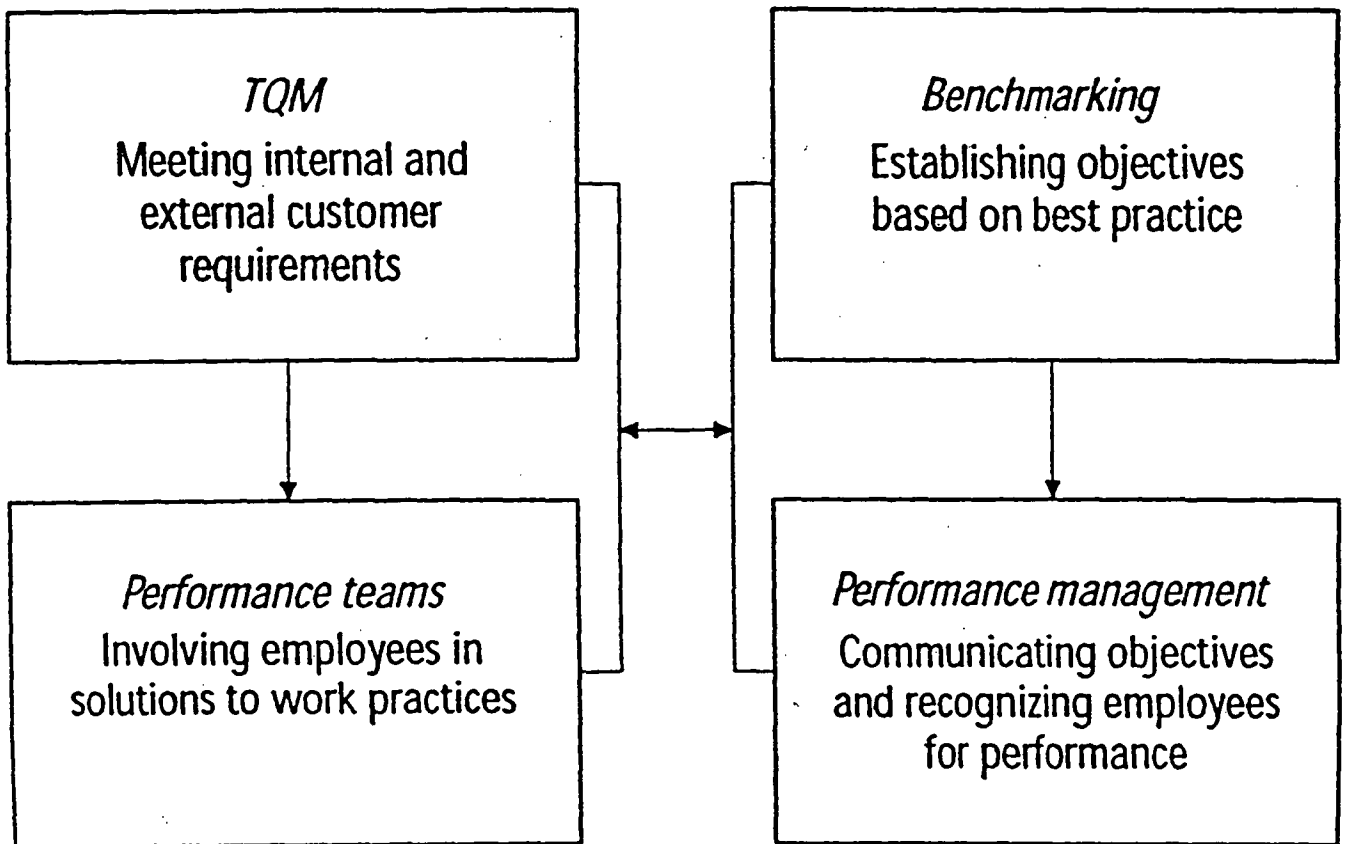 TQM
Meeting internal and
external customer
requirements
Benchmarking
Establishing objectives
based on best practice
Performance teams
Involving employees in
solutions to work practices
Performance management
Communicating objectives
and recognizing employees
for performance